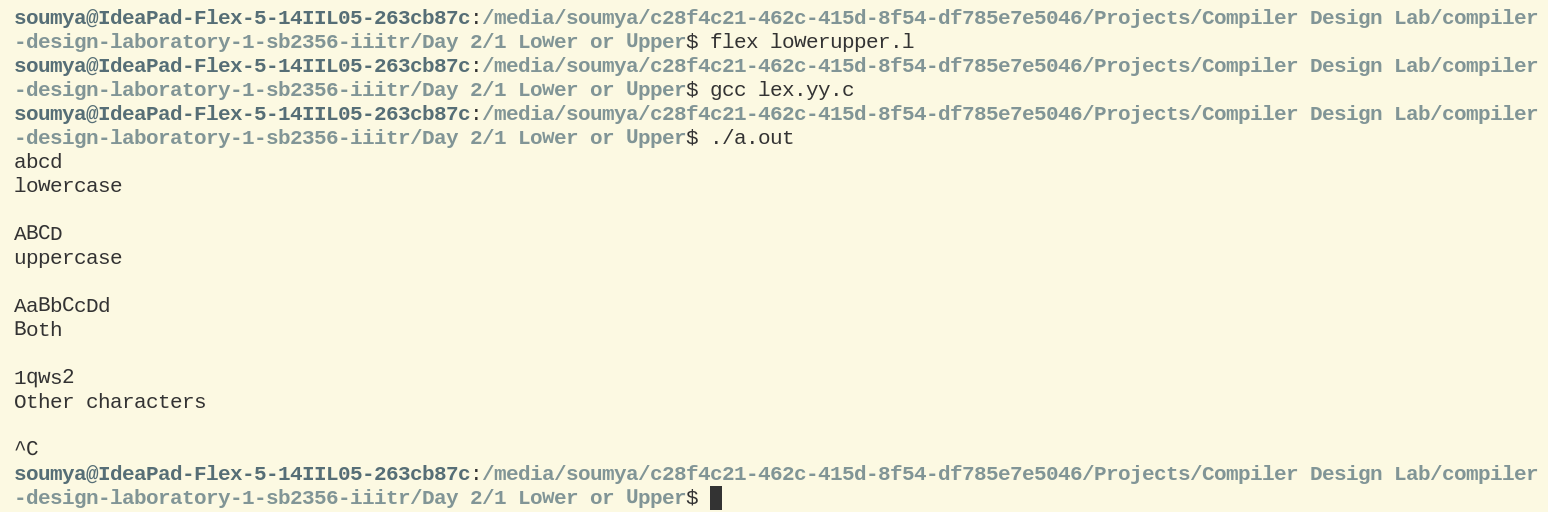 soumya@IdeaPad-Flex-5-14IIL05-263cb87c:/media/soumya/c28f4c21-462c-415d-8f54-df785e7e5046/Projects/Compiler Design Lab/compiler
-design-laboratory-1-sb2356-iiitr/Day 2/1 Lower or Upper$ flex lowerupper.l
soumya@IdeaPad-Flex-5-14IIL05-263cb87c:/media/soumya/c28f4c21-462c-415d-8f54-df785e7e5046/Projects/Compiler Design Lab/compiler
-design-laboratory-1-sb2356-iiitr/Day 2/1 Lower or Upper$ gcc lex.yy.c
soumya@IdeaPad-Flex-5-14IIL05-263cb87c:/media/soumya/c28f4c21-462c-415d-8f54-df785e7e5046/Projects/Compiler Design Lab/compiler
-design-laboratory-1-sb2356-iiitr/Day 2/1 Lower or Upper$ ./a.out
abcd
lowercase

ABCD
uppercase

AaBbCcDd
Both

1qws2
Other characters

^C
soumya@IdeaPad-Flex-5-14IIL05-263cb87c:/media/soumya/c28f4c21-462c-415d-8f54-df785e7e5046/Projects/Compiler Design Lab/compiler
-design-laboratory-1-sb2356-iiitr/Day 2/1 Lower or Upper$